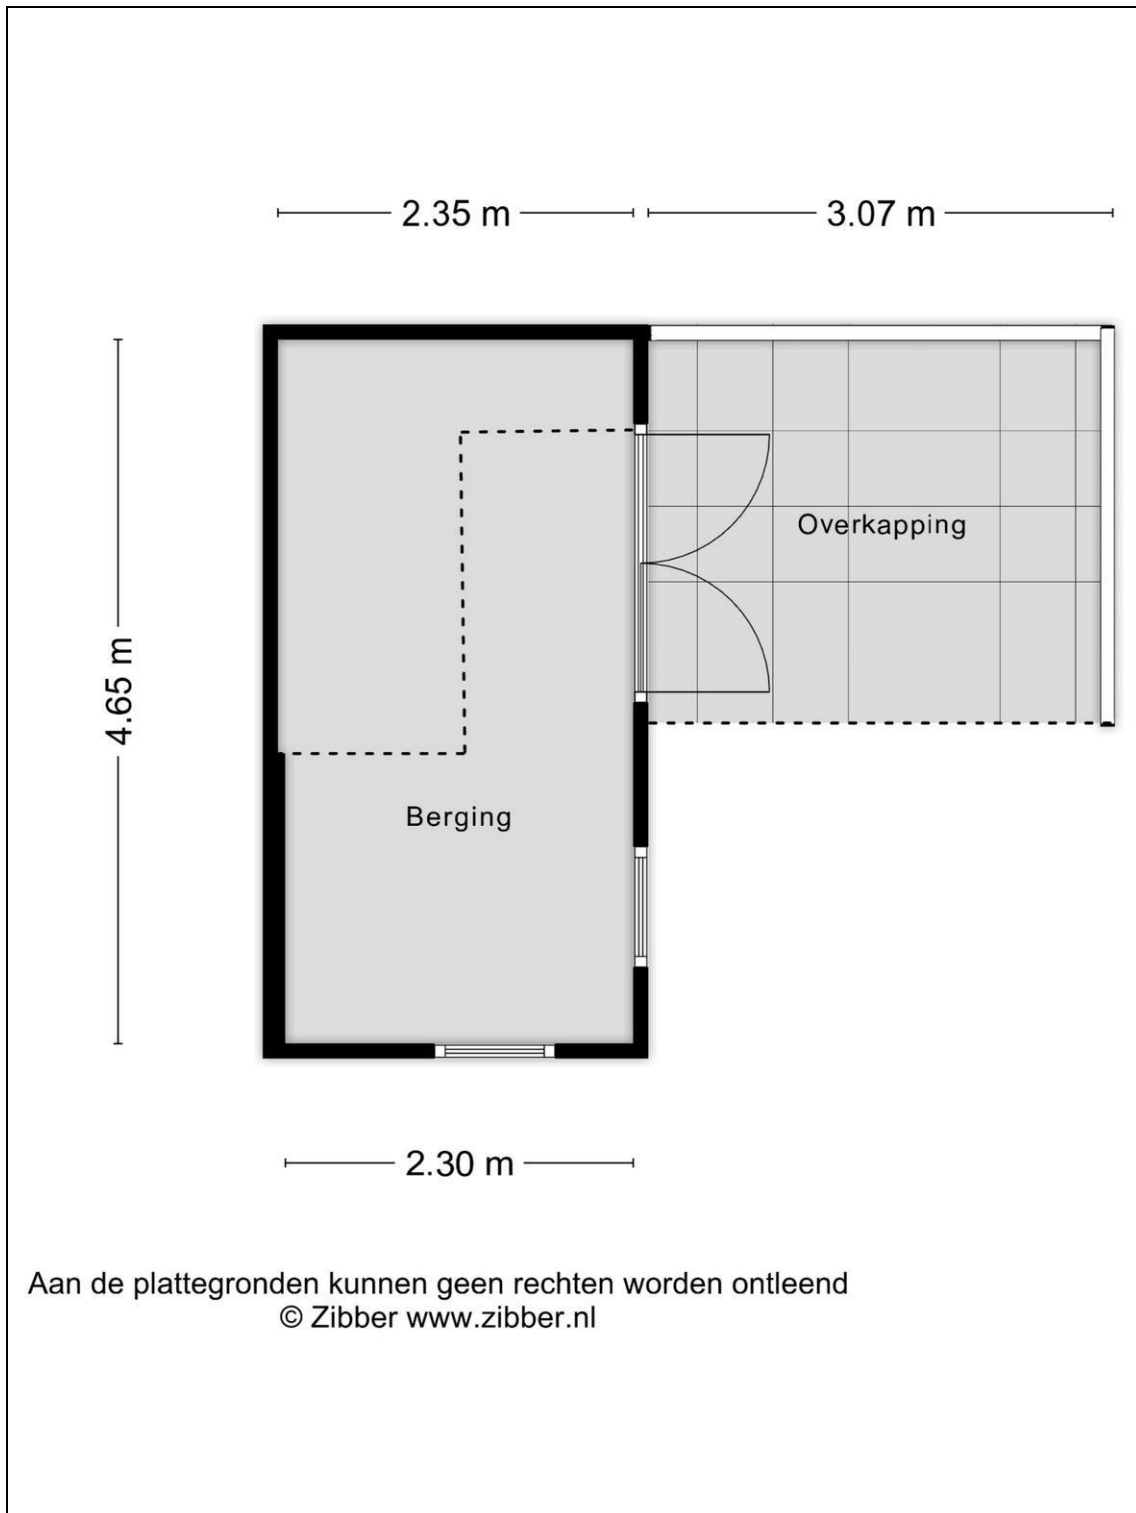 2.35 m
3.07 m
Overkapping
4.65 m
Berging
2.30 m
Aan de plattegronden kunnen geen rechten worden ontleend
© Zibber www.zibber.nl